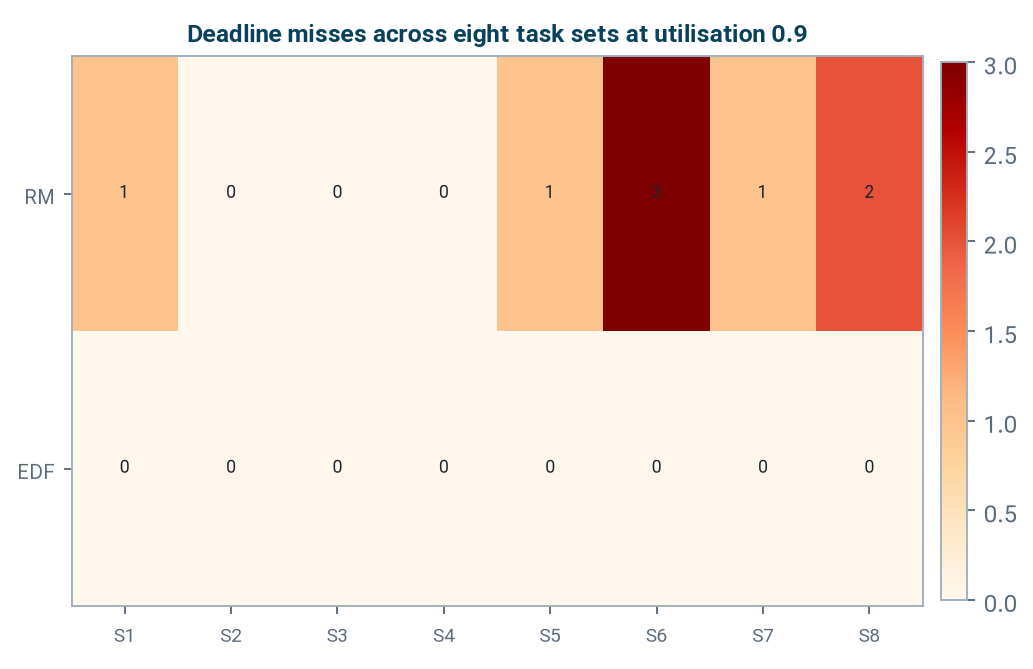 Deadline misses across eight task sets at utilisation 0.9
RM
1 0 0 0 1 3 1 2
EDF
0 0 0 0 0 0 0 0
S1 S2 S3 S4 S5 S6 S7 S8
3.0
2.5
2.0
1.5
1.0
0.5
0.0